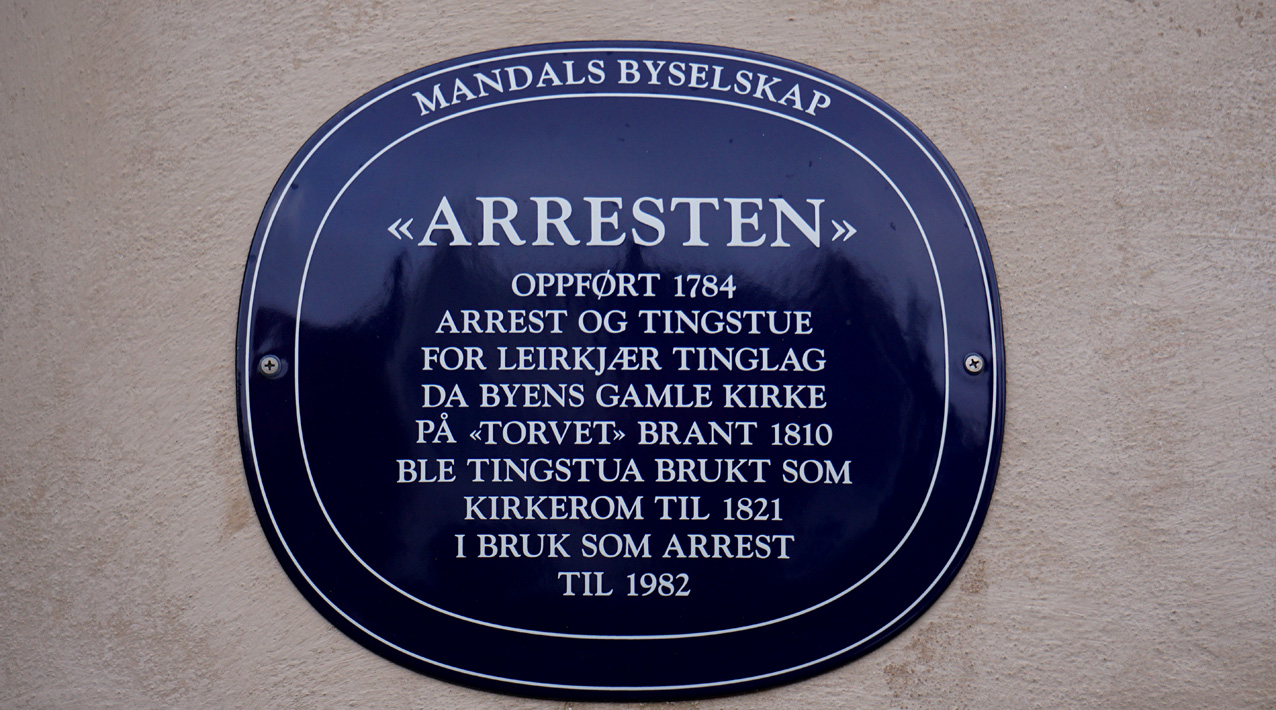 MANDALS BYSELSKAP
«ARRESTEN»
OPPFØRT 1784
ARREST OG TINGSTUE
FOR LEIRKJÆR TINGLAG
DA BYENS GAMLE KIRKE
PÅ «TORVET» BRANT 1810
BLE TINGSTUA BRUKT SOM
KIRKEROM TIL 1821
I BRUK SOM ARREST
TIL 1982